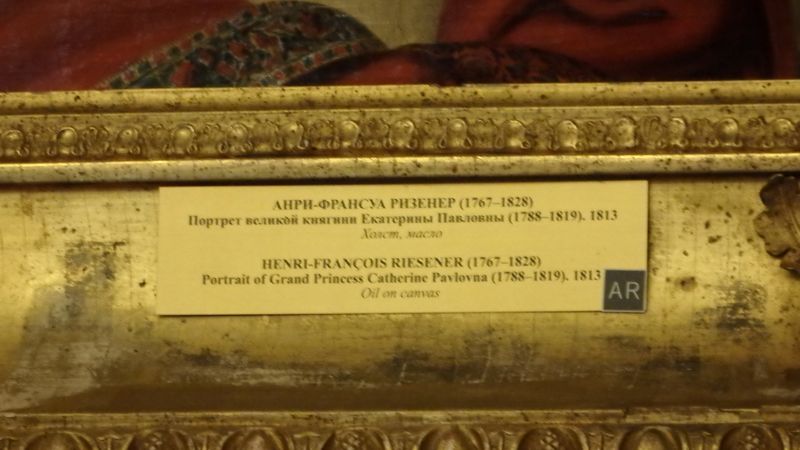 АНРИ-ФРАНСУА РИЗЕНЕР (1767–1828)
Портрет великой княгини Екатерины Павловны (1788–1819). 1813
Холст, масло
HENRI-FRANÇOIS RIESENER (1767–1828)
Portrait of Grand Princess Catherine Pavlovna (1788–1819). 1813
Oil on canvas
AR